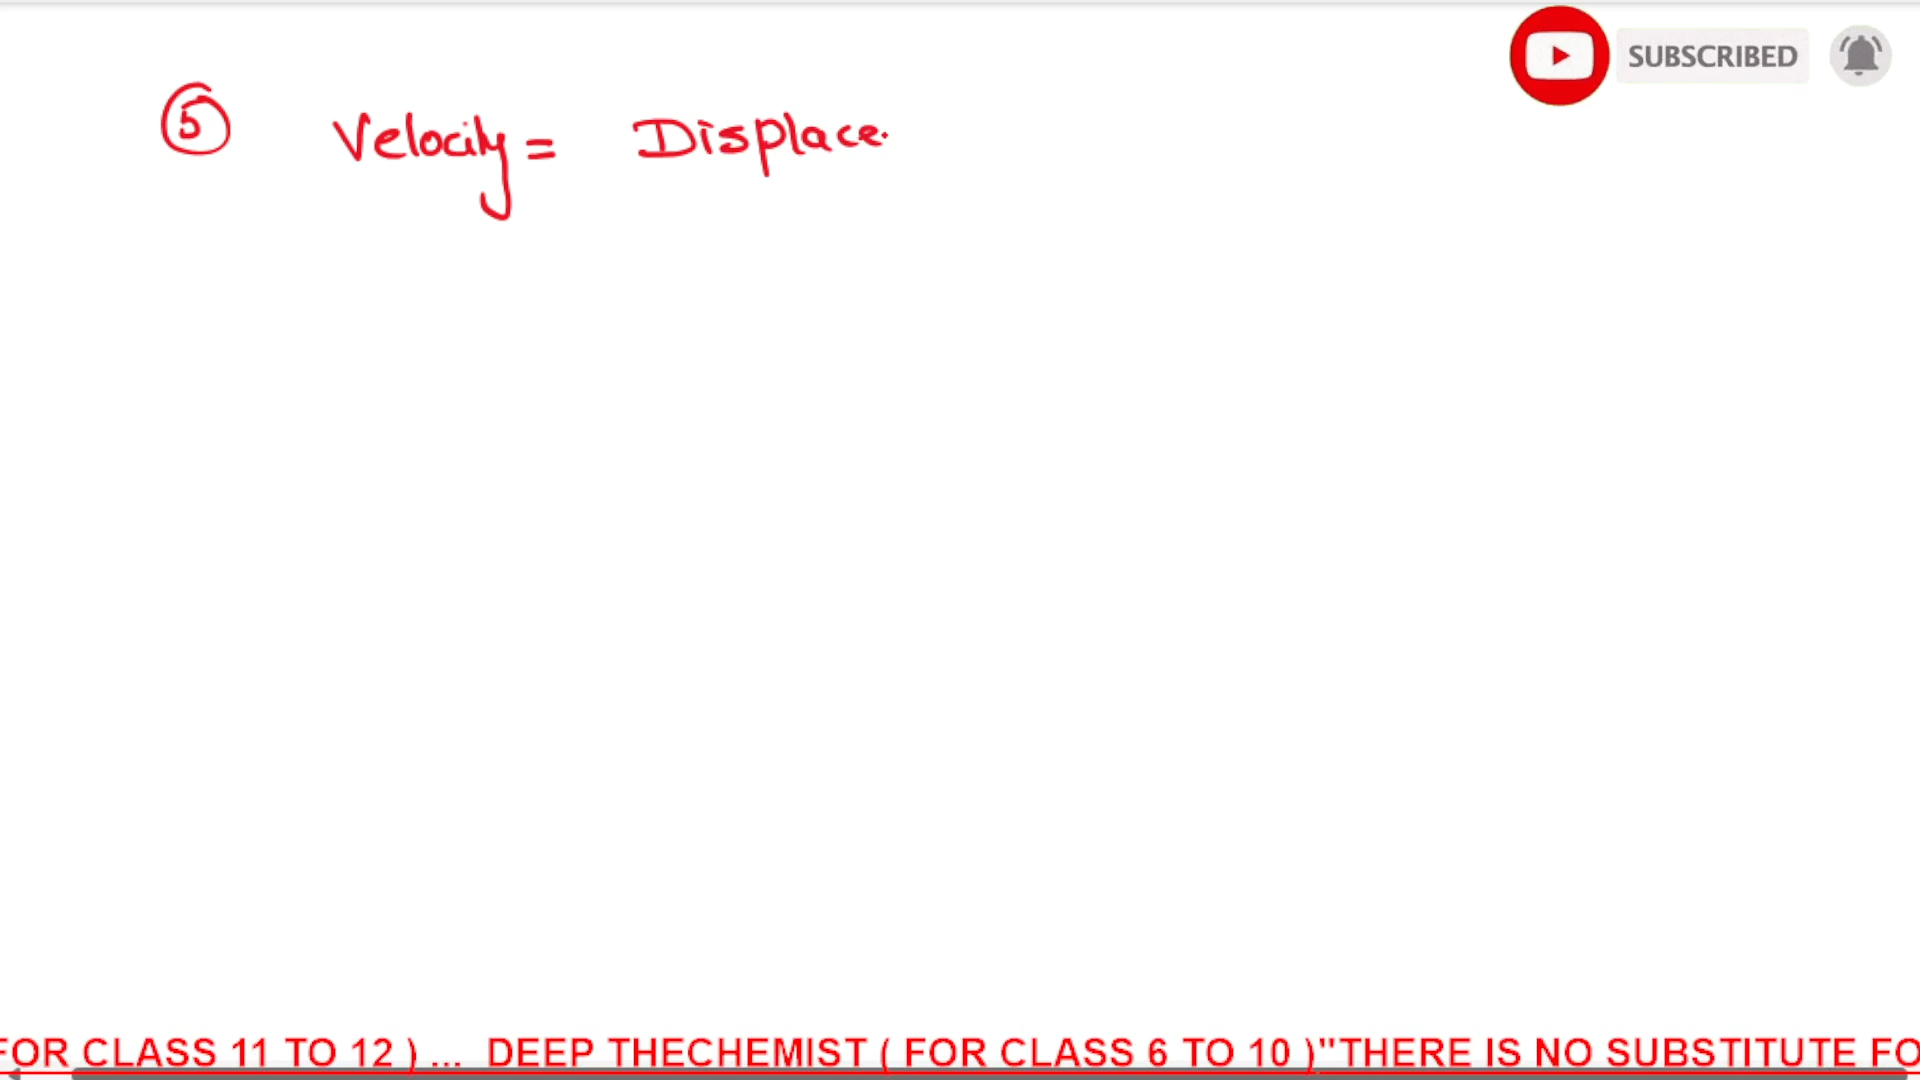 SUBSCRIBED
5 Velocity = Displace
FOR CLASS 11 TO 12 ) ... DEEP THECHEMIST ( FOR CLASS 6 TO 10 )"THERE IS NO SUBSTITUTE FO